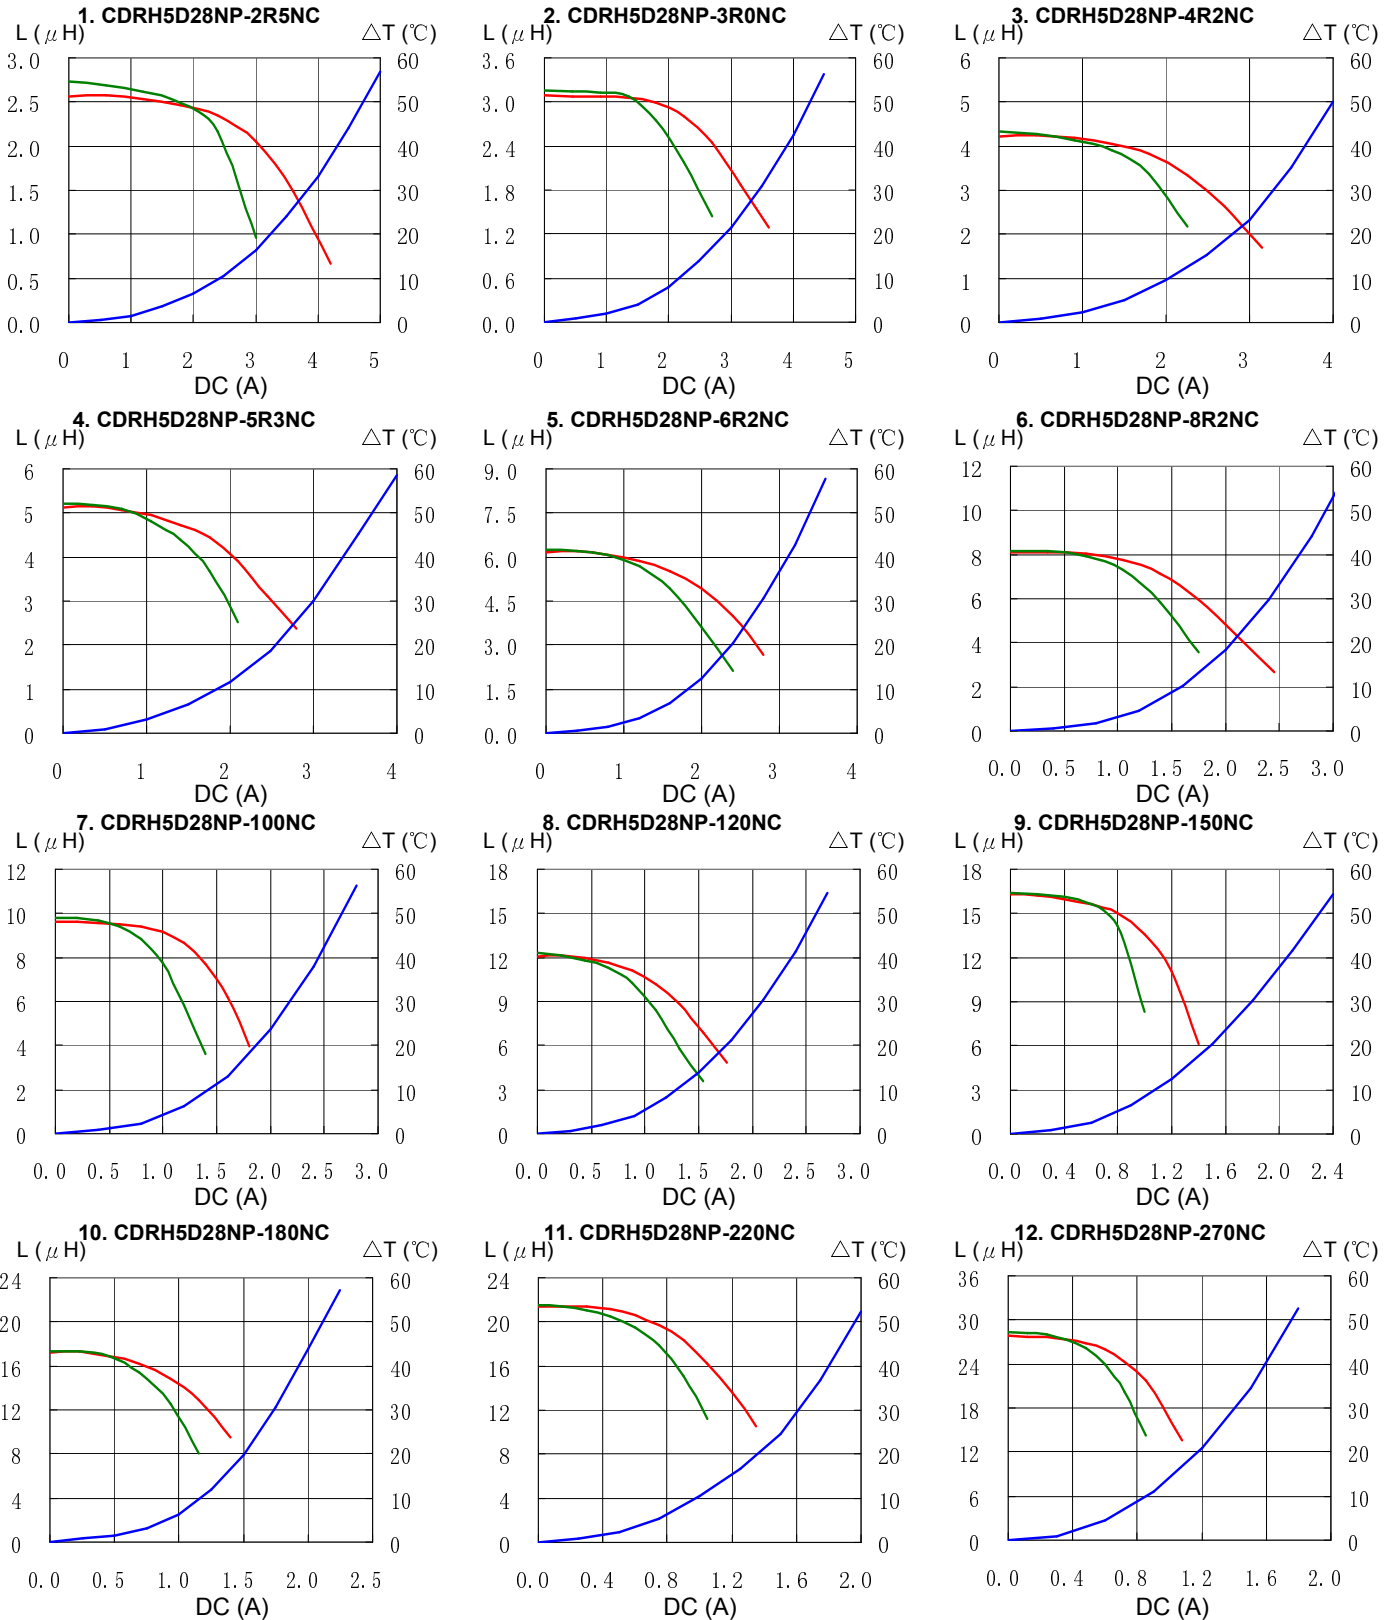 1. CDRH5D28NP-2R5NC
L (μH) △T (℃)
3.0 60
2.5 50
2.0 40
1.5 30
1.0 20
0.5 10
0.0 0
0 1 2 3 4 5
DC (A)
2. CDRH5D28NP-3R0NC
L (μH) △T (℃)
3.6 60
3.0 50
2.4 40
1.8 30
1.2 20
0.6 10
0.0 0
0 1 2 3 4 5
DC (A)
3. CDRH5D28NP-4R2NC
L (μH) △T (℃)
6 60
5 50
4 40
3 30
2 20
1 10
0 0
0 1 2 3 4
DC (A)
4. CDRH5D28NP-5R3NC
L (μH) △T (℃)
6 60
5 50
4 40
3 30
2 20
1 10
0 0
0 1 2 3 4
DC (A)
5. CDRH5D28NP-6R2NC
L (μH) △T (℃)
9.0 60
7.5 50
6.0 40
4.5 30
3.0 20
1.5 10
0.0 0
0 1 2 3 4
DC (A)
6. CDRH5D28NP-8R2NC
L (μH) △T (℃)
12 60
10 50
8 40
6 30
4 20
2 10
0 0
0.0 0.5 1.0 1.5 2.0 2.5 3.0
DC (A)
7. CDRH5D28NP-100NC
L (μH) △T (℃)
12 60
10 50
8 40
6 30
4 20
2 10
0 0
0.0 0.5 1.0 1.5 2.0 2.5 3.0
DC (A)
8. CDRH5D28NP-120NC
L (μH) △T (℃)
18 60
15 50
12 40
9 30
6 20
3 10
0 0
0.0 0.5 1.0 1.5 2.0 2.5 3.0
DC (A)
9. CDRH5D28NP-150NC
L (μH) △T (℃)
18 60
15 50
12 40
9 30
6 20
3 10
0 0
0.0 0.4 0.8 1.2 1.6 2.0 2.4
DC (A)
10. CDRH5D28NP-180NC
L (μH) △T (℃)
24 60
20 50
16 40
12 30
8 20
4 10
0 0
0.0 0.5 1.0 1.5 2.0 2.5
DC (A)
11. CDRH5D28NP-220NC
L (μH) △T (℃)
24 60
20 50
16 40
12 30
8 20
4 10
0 0
0.0 0.4 0.8 1.2 1.6 2.0
DC (A)
12. CDRH5D28NP-270NC
L (μH) △T (℃)
36 60
30 50
24 40
18 30
12 20
6 10
0 0
0.0 0.4 0.8 1.2 1.6 2.0
DC (A)